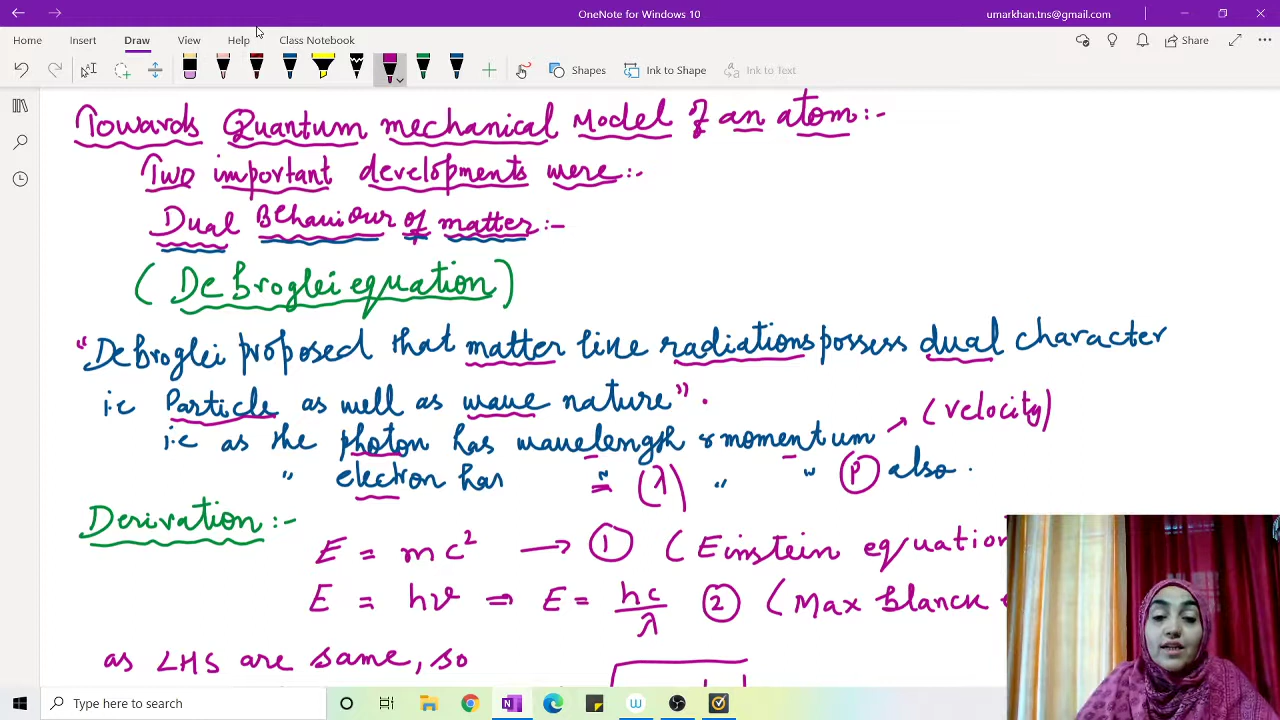 OneNote for Windows 10
umarkhan.tns@gmail.com
Home Insert Draw View Help Class Notebook
Share
Shapes Ink to Shape Ink to Text
Towards Quantum mechanical Model of an atom:-
Two important developments were:-
Dual Behaviour of matter:-
(De Broglei equation)
"DeBroglei proposed that matter line radiations possess dual character
i.e Particle as well as wave nature".
i.e as the photon has wavelength & momentum → (velocity)
" electron has " (λ) " " (P) also.
Derivation:-
E = mc² → ① (Einstein equation
E = hν ⇒ E = hc/λ ② (Max Blanck
as LHS are same, so
Type here to search